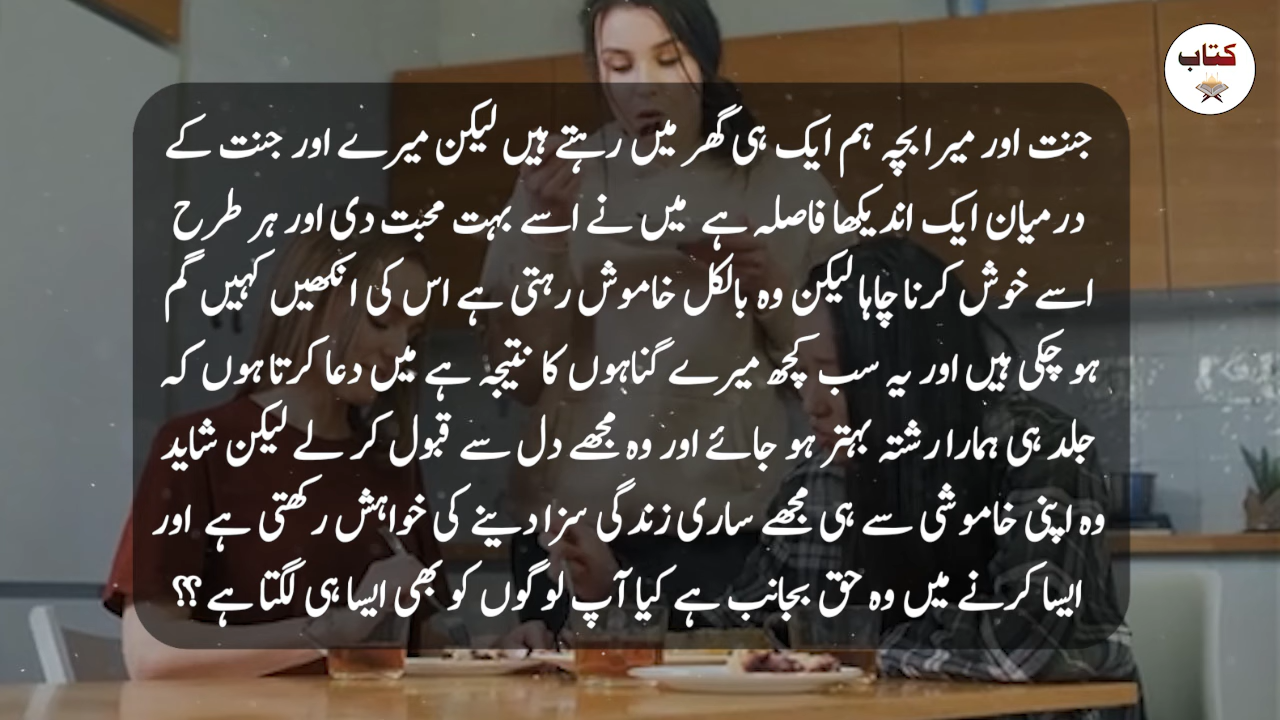 کتاب
جنت اور میرا بچہ ہم ایک ہی گھر میں رہتے ہیں لیکن میرے اور جنت کے
درمیان ایک اندیکھا فاصلہ ہے میں نے اسے بہت محبت دی اور ہر طرح
اسے خوش کرنا چاہا لیکن وہ بالکل خاموش رہتی ہے اس کی انکھیں کہیں گم
ہو چکی ہیں اور یہ سب کچھ میرے گناہوں کا نتیجہ ہے میں دعا کرتا ہوں کہ
جلد ہی ہمارا رشتہ بہتر ہو جائے اور وہ مجھے دل سے قبول کر لے لیکن شاید
وہ اپنی خاموشی سے ہی مجھے ساری زندگی سزا دینے کی خواہش رکھتی ہے اور
ایسا کرنے میں وہ حق بجانب ہے کیا آپ لوگوں کو بھی ایسا ہی لگتا ہے ؟؟